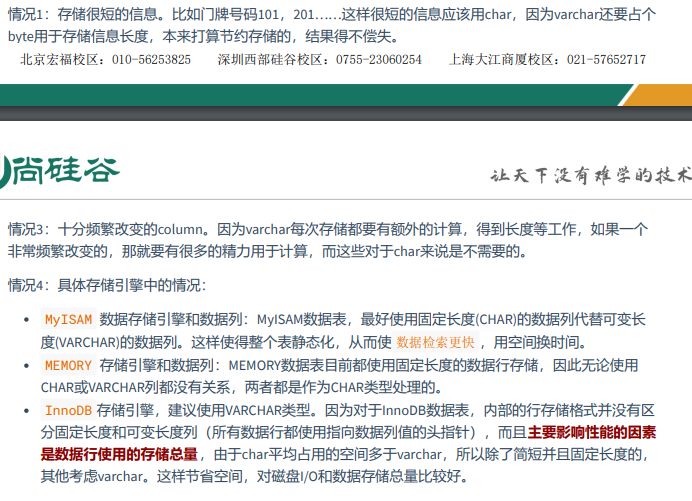 情况1：存储很短的信息。比如门牌号码101，201……这样很短的信息应该用char，因为varchar还要占个
byte用于存储信息长度，本来打算节约存储的，结果得不偿失。
北京宏福校区：010-56253825 深圳西部硅谷校区：0755-23060254 上海大江商厦校区：021-57652717
尚硅谷
让天下没有难学的技术
情况3：十分频繁改变的column。因为varchar每次存储都要有额外的计算，得到长度等工作，如果一个
非常频繁改变的，那就要有很多的精力用于计算，而这些对于char来说是不需要的。
情况4：具体存储引擎中的情况：
• MyISAM 数据存储引擎和数据列：MyISAM数据表，最好使用固定长度(CHAR)的数据列代替可变长
度(VARCHAR)的数据列。这样使得整个表静态化，从而使 数据检索更快 ，用空间换时间。
• MEMORY 存储引擎和数据列：MEMORY数据表目前都使用固定长度的数据行存储，因此无论使用
CHAR或VARCHAR列都没有关系，两者都是作为CHAR类型处理的。
• InnoDB 存储引擎，建议使用VARCHAR类型。因为对于InnoDB数据表，内部的行存储格式并没有区
分固定长度和可变长度列（所有数据行都使用指向数据列值的头指针），而且主要影响性能的因素
是数据行使用的存储总量，由于char平均占用的空间多于varchar，所以除了简短并且固定长度的，
其他考虑varchar。这样节省空间，对磁盘I/O和数据存储总量比较好。